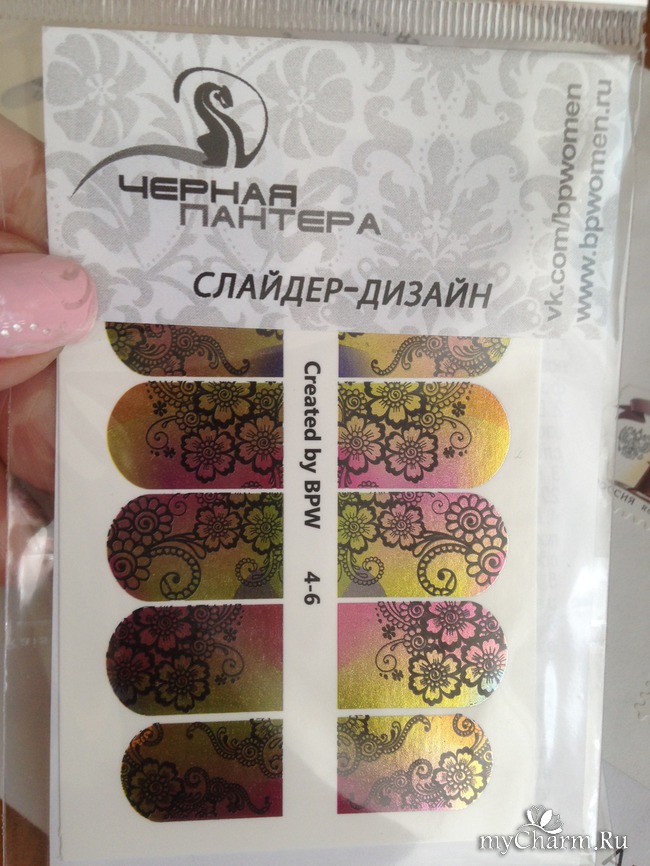 ЧЕРНАЯ
ПАНТЕРА
СЛАЙДЕР-ДИЗАЙН
vk.com/bpwomen
www.bpwomen.ru
Created by BPW 4-6
myCharm.Ru